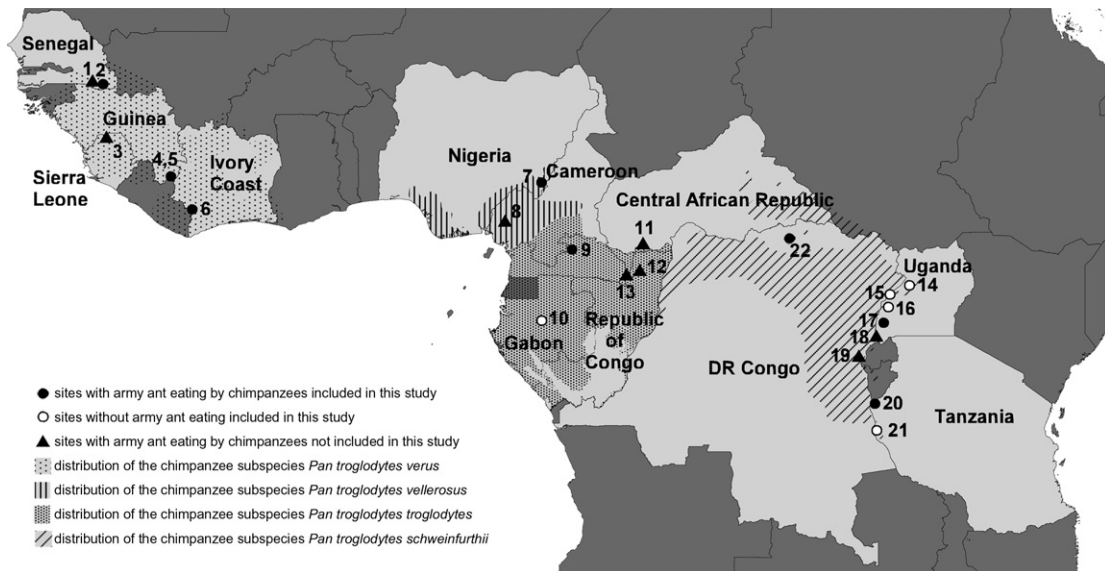 Senegal
12
Guinea
3
4,5
Ivory
Coast
Sierra
Leone
6
Nigeria
7
Cameroon
8
Central African Republic
11
9
12
22
13
Uganda
14
15
16
10
Republic
of
Congo
Gabon
17
18
19
DR Congo
20
Tanzania
21
sites with army ant eating by chimpanzees included in this study
sites without army ant eating included in this study
sites with army ant eating by chimpanzees not included in this study
distribution of the chimpanzee subspecies Pan troglodytes verus
distribution of the chimpanzee subspecies Pan troglodytes vellerosus
distribution of the chimpanzee subspecies Pan troglodytes troglodytes
distribution of the chimpanzee subspecies Pan troglodytes schweinfurthii